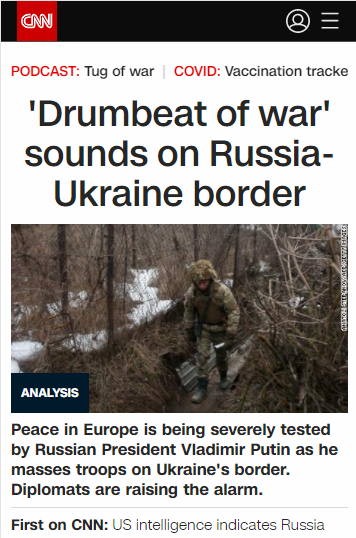 CNN
PODCAST: Tug of war | COVID: Vaccination tracke
'Drumbeat of war'
sounds on Russia-
Ukraine border
ANALYSIS
Peace in Europe is being severely tested
by Russian President Vladimir Putin as he
masses troops on Ukraine's border.
Diplomats are raising the alarm.
First on CNN: US intelligence indicates Russia